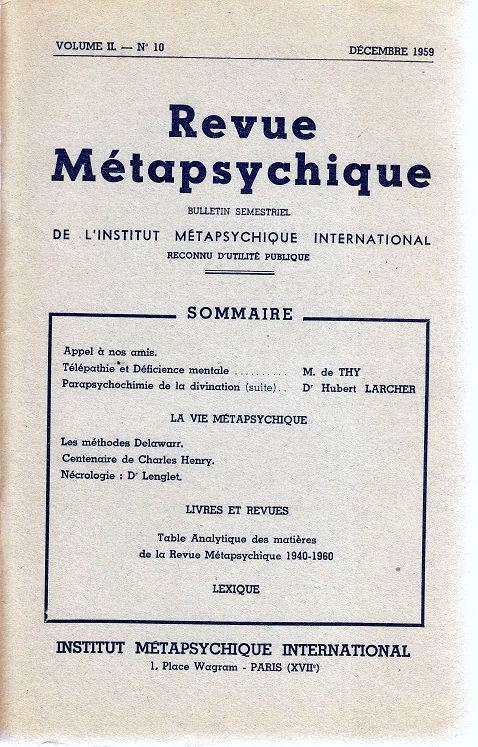 VOLUME II. — N° 10 DÉCEMBRE 1959
Revue
Métapsychique
BULLETIN SEMESTRIEL
DE L'INSTITUT MÉTAPSYCHIQUE INTERNATIONAL
RECONNU D'UTILITÉ PUBLIQUE
SOMMAIRE
Appel à nos amis.
Télépathie et Déficience mentale .......... M. de THY
Parapsychochimie de la divination (suite) .. Dr Hubert LARCHER
LA VIE MÉTAPSYCHIQUE
Les méthodes Delawarr.
Centenaire de Charles Henry.
Nécrologie : Dr Lenglet.
LIVRES ET REVUES
Table Analytique des matières
de la Revue Métapsychique 1940-1960
LEXIQUE
INSTITUT MÉTAPSYCHIQUE INTERNATIONAL
1, Place Wagram - PARIS (XVIIe)